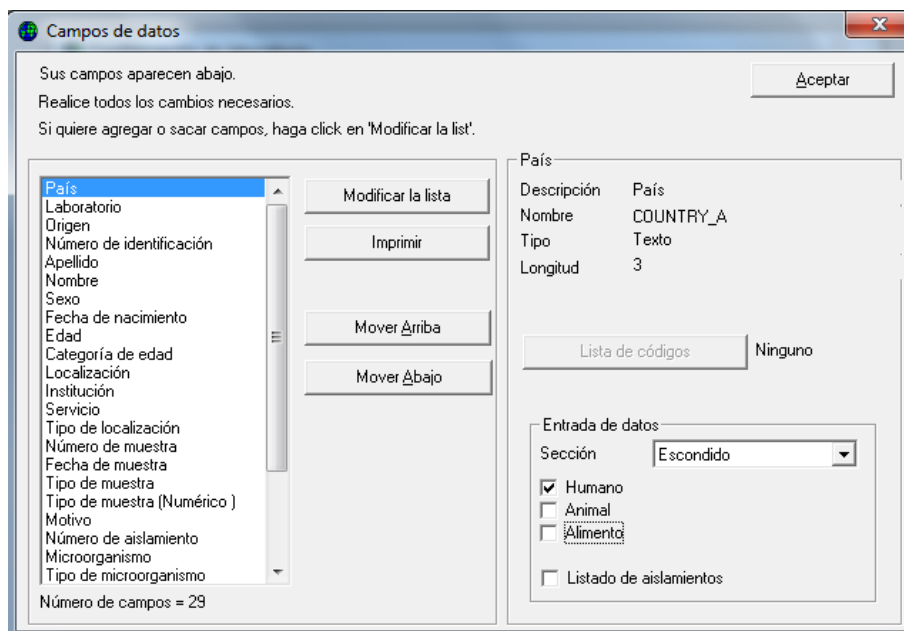 Campos de datos
Sus campos aparecen abajo.
Realice todos los cambios necesarios.
Si quiere agregar o sacar campos, haga click en 'Modificar la list'.
Aceptar
País
Laboratorio
Origen
Número de identificación
Apellido
Nombre
Sexo
Fecha de nacimiento
Edad
Categoría de edad
Localización
Institución
Servicio
Tipo de localización
Número de muestra
Fecha de muestra
Tipo de muestra
Tipo de muestra (Numérico )
Motivo
Número de aislamiento
Microorganismo
Tipo de microorganismo
Número de campos = 29
Modificar la lista
Imprimir
Mover Arriba
Mover Abajo
País
Descripción País
Nombre COUNTRY_A
Tipo Texto
Longitud 3
Lista de códigos Ninguno
Entrada de datos
Sección Escondido
Humano
Animal
Alimento
Listado de aislamientos